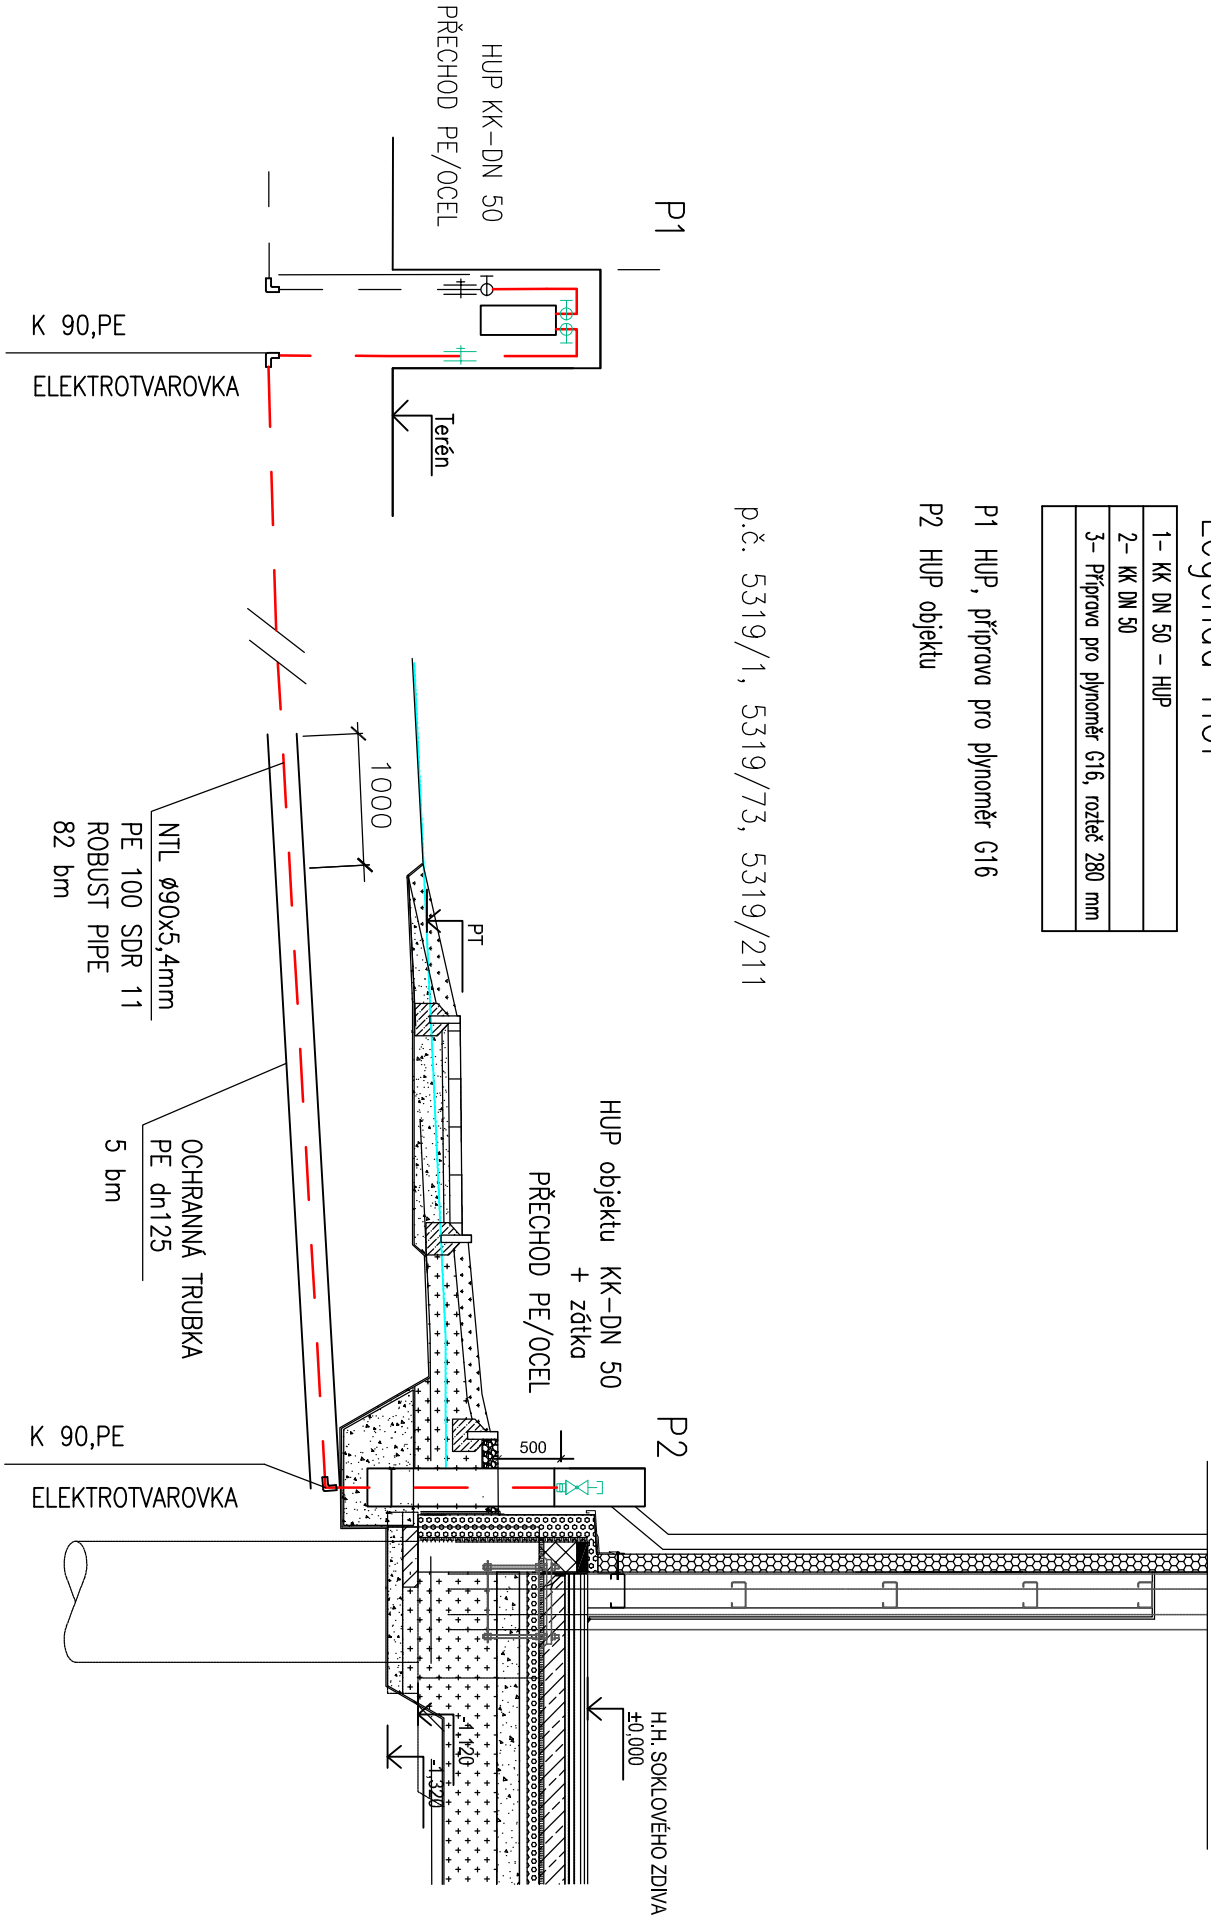 1- KK DN 50 - HUP
2- KK DN 50
3- Příprava pro plynoměr G16, rozteč 280 mm
P1 HUP, příprava pro plynoměr G16
P2 HUP objektu
p.č. 5319/1, 5319/73, 5319/211
P1
HUP KK-DN 50
PŘECHOD PE/OCEL
Terén
K 90,PE
ELEKTROTVAROVKA
1000
NTL ø90x5,4mm
PE 100 SDR 11
ROBUST PIPE
82 bm
PT
OCHRANNÁ TRUBKA
PE dn125
5 bm
P2
HUP objektu KK-DN 50
+ zátka
PŘECHOD PE/OCEL
500
K 90,PE
ELEKTROTVAROVKA
H.H. SOKLOVÉHO ZDIVA
±0,000
-1,120
-1,320